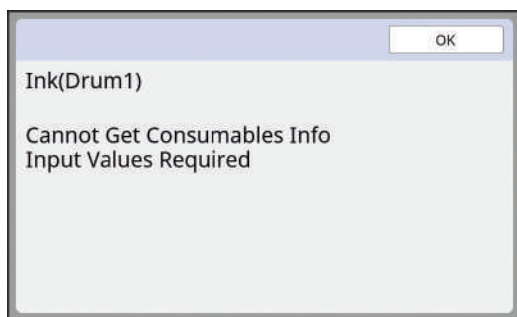 OK
Ink(Drum1)
Cannot Get Consumables Info
Input Values Required